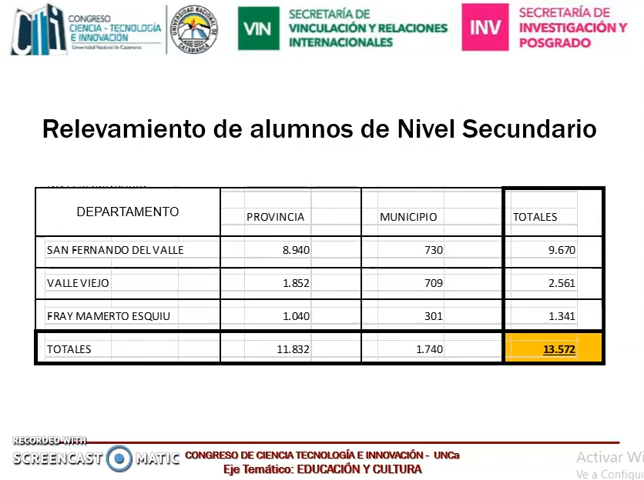 CONGRESO
CIENCIA - TECNOLOGÍA
E INNOVACIÓN
Universidad Nacional de Catamarca
VIN
SECRETARÍA DE
VINCULACIÓN Y RELACIONES
INTERNACIONALES
INV
SECRETARÍA DE
INVESTIGACIÓN Y
POSGRADO
Relevamiento de alumnos de Nivel Secundario
DEPARTAMENTO PROVINCIA MUNICIPIO TOTALES
SAN FERNANDO DEL VALLE 8.940 730 9.670
VALLE VIEJO 1.852 709 2.561
FRAY MAMERTO ESQUIU 1.040 301 1.341
TOTALES 11.832 1.740 13.572
RECORDED WITH
SCREENCAST MATIC
CONGRESO DE CIENCIA TECNOLOGÍA E INNOVACIÓN - UNCa
Eje Temático: EDUCACIÓN Y CULTURA
Activar Wi
Ve a Configu